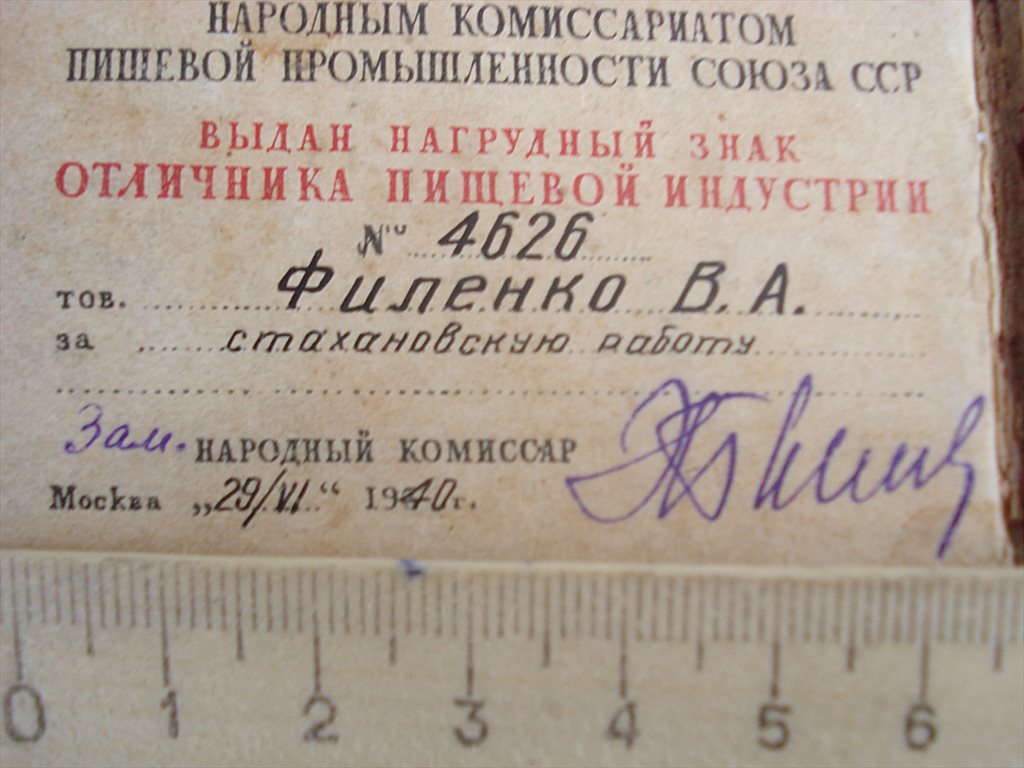 НАРОДНЫМ КОМИССАРИАТОМ
ПИЩЕВОЙ ПРОМЫШЛЕННОСТИ СОЮЗА ССР
ВЫДАН НАГРУДНЫЙ ЗНАК
ОТЛИЧНИКА ПИЩЕВОЙ ИНДУСТРИИ
№ 4626
тов. Филенко В. А.
за стахановскую работу
Зам. НАРОДНЫЙ КОМИССАР
Москва „29/VI“ 1940 г.
0 1 2 3 4 5 6